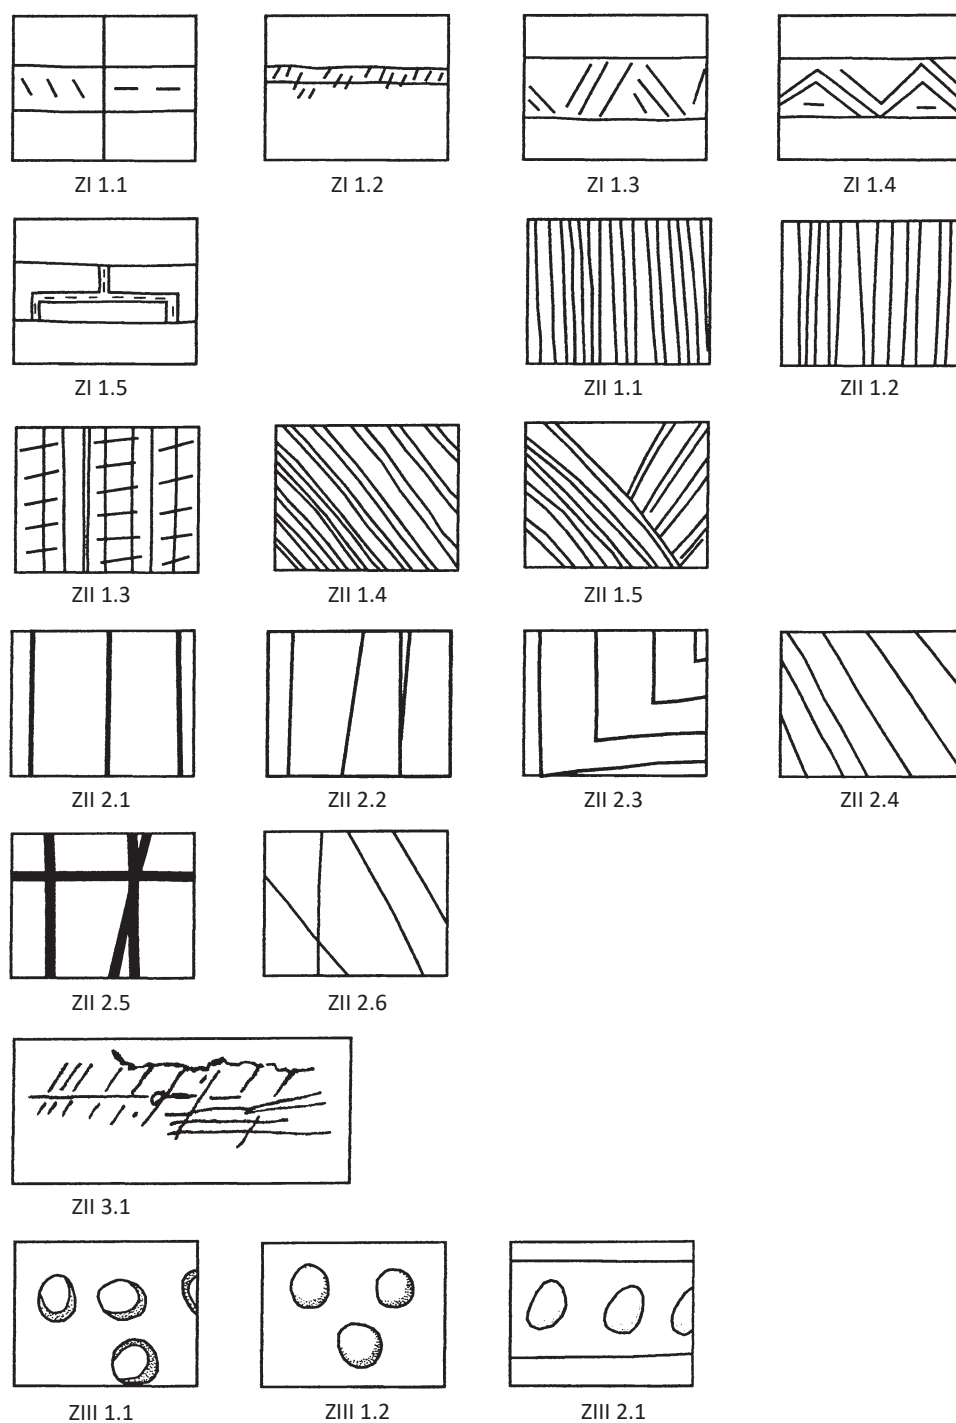 ZI 1.1 ZI 1.2 ZI 1.3 ZI 1.4
ZI 1.5 ZII 1.1 ZII 1.2
ZII 1.3 ZII 1.4 ZII 1.5
ZII 2.1 ZII 2.2 ZII 2.3 ZII 2.4
ZII 2.5 ZII 2.6
ZII 3.1
ZIII 1.1 ZIII 1.2 ZIII 2.1